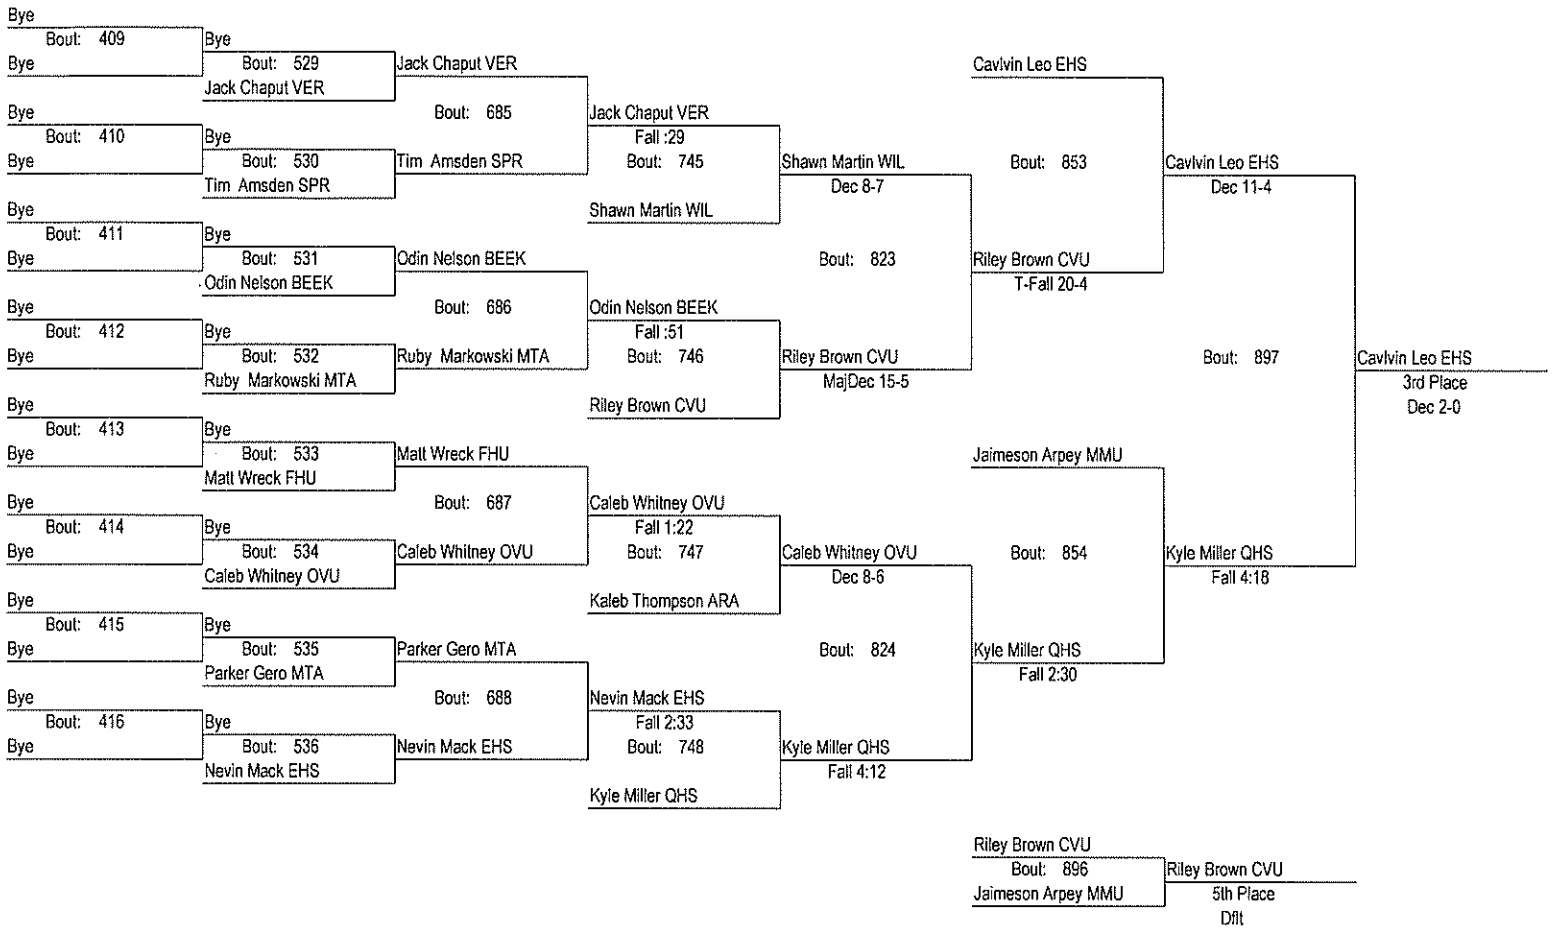 Bye
Bout: 409
Bye
Bye
Bout: 529
Jack Chaput VER
Jack Chaput VER
Bye
Bout: 410
Bye
Bye
Bout: 530
Tim Amsden SPR
Bout: 685
Tim Amsden SPR
Jack Chaput VER
Fall :29
Bout: 745
Shawn Martin WIL
Bye
Bout: 411
Bye
Bye
Bout: 531
Odin Nelson BEEK
Odin Nelson BEEK
Bye
Bout: 412
Bye
Bye
Bout: 532
Ruby Markowski MTA
Bout: 686
Ruby Markowski MTA
Odin Nelson BEEK
Fall :51
Bout: 746
Riley Brown CVU
Shawn Martin WIL
Dec 8-7
Bout: 823
Riley Brown CVU
MajDec 15-5
Cavlvin Leo EHS
Bout: 853
Riley Brown CVU
T-Fall 20-4
Cavlvin Leo EHS
Dec 11-4
Bye
Bout: 413
Bye
Bye
Bout: 533
Matt Wreck FHU
Matt Wreck FHU
Bye
Bout: 414
Bye
Bye
Bout: 534
Caleb Whitney OVU
Bout: 687
Caleb Whitney OVU
Caleb Whitney OVU
Fall 1:22
Bout: 747
Kaleb Thompson ARA
Bye
Bout: 415
Bye
Bye
Bout: 535
Parker Gero MTA
Parker Gero MTA
Bye
Bout: 416
Bye
Bye
Bout: 536
Nevin Mack EHS
Bout: 688
Nevin Mack EHS
Nevin Mack EHS
Fall 2:33
Bout: 748
Kyle Miller QHS
Caleb Whitney OVU
Dec 8-6
Bout: 824
Kyle Miller QHS
Fall 4:12
Jaimeson Arpey MMU
Bout: 854
Kyle Miller QHS
Fall 2:30
Kyle Miller QHS
Fall 4:18
Bout: 897
Cavlvin Leo EHS
3rd Place
Dec 2-0
Riley Brown CVU
Bout: 896
Jaimeson Arpey MMU
Riley Brown CVU
5th Place
Dflt